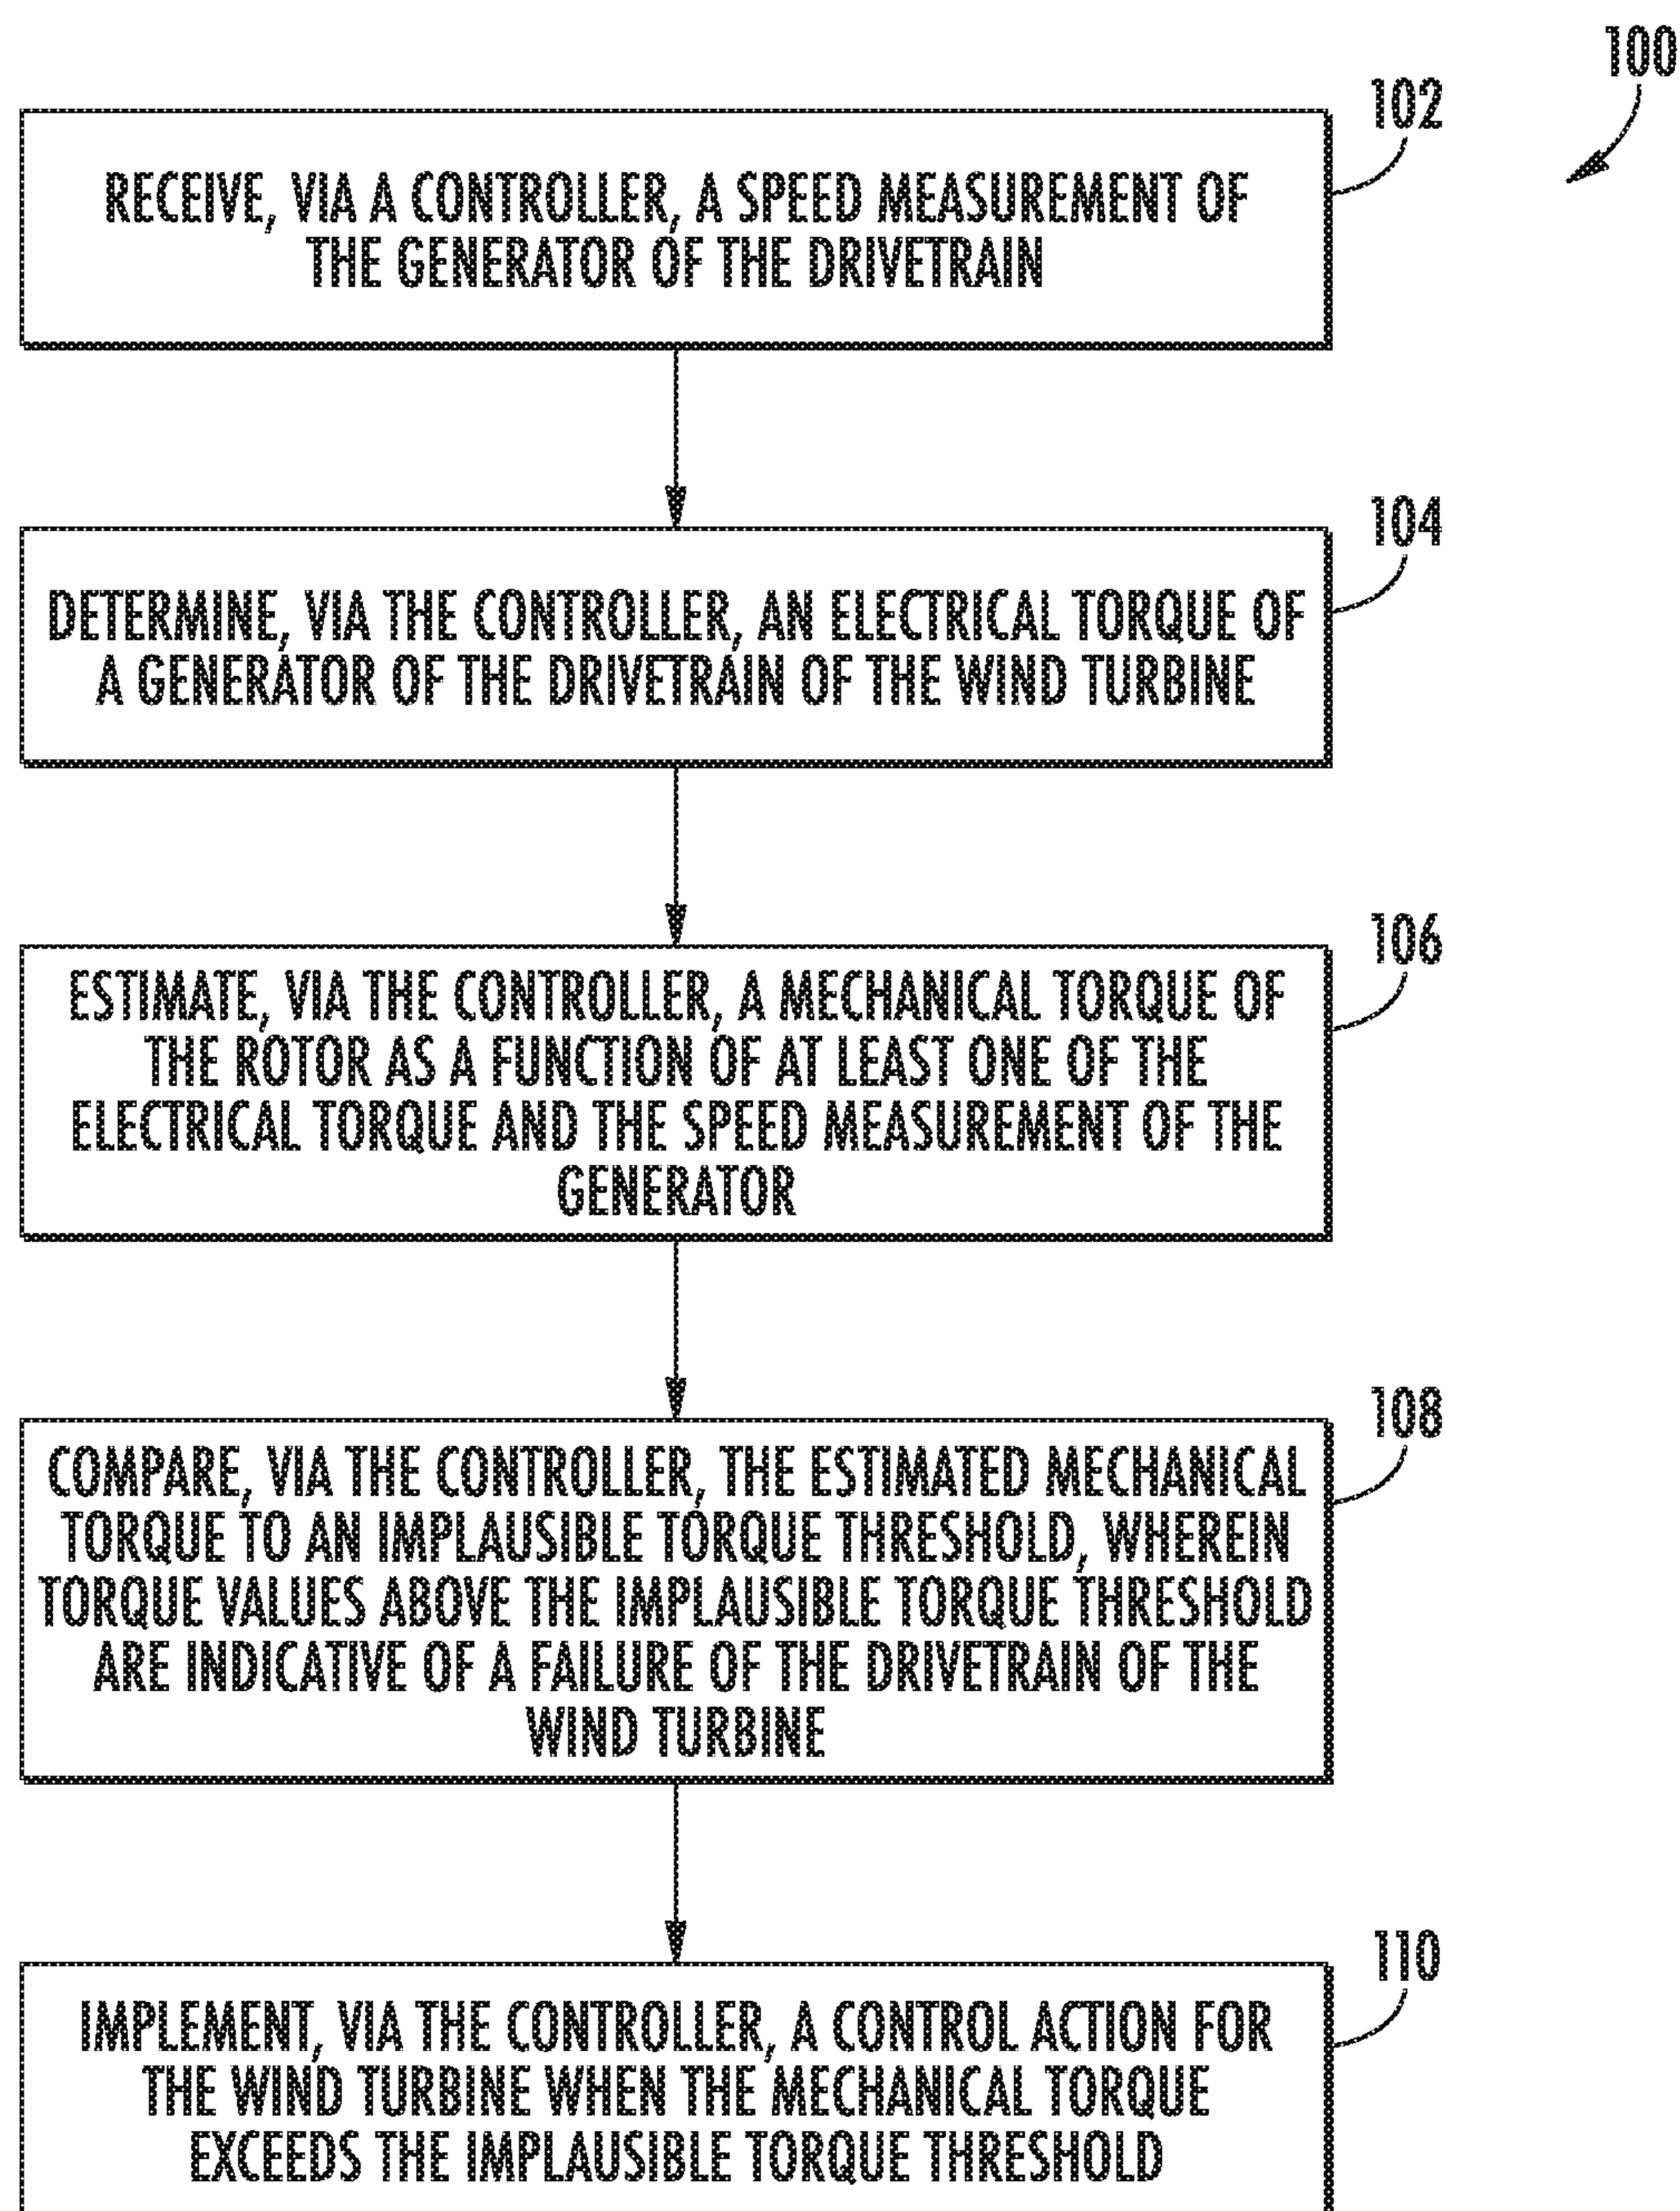 100
102
RECEIVE, VIA A CONTROLLER, A SPEED MEASUREMENT OF
THE GENERATOR OF THE DRIVETRAIN
104
DETERMINE, VIA THE CONTROLLER, AN ELECTRICAL TORQUE OF
A GENERATOR OF THE DRIVETRAIN OF THE WIND TURBINE
106
ESTIMATE, VIA THE CONTROLLER, A MECHANICAL TORQUE OF
THE ROTOR AS A FUNCTION OF AT LEAST ONE OF THE
ELECTRICAL TORQUE AND THE SPEED MEASUREMENT OF THE
GENERATOR
108
COMPARE, VIA THE CONTROLLER, THE ESTIMATED MECHANICAL
TORQUE TO AN IMPLAUSIBLE TORQUE THRESHOLD, WHEREIN
TORQUE VALUES ABOVE THE IMPLAUSIBLE TORQUE THRESHOLD
ARE INDICATIVE OF A FAILURE OF THE DRIVETRAIN OF THE
WIND TURBINE
110
IMPLEMENT, VIA THE CONTROLLER, A CONTROL ACTION FOR
THE WIND TURBINE WHEN THE MECHANICAL TORQUE
EXCEEDS THE IMPLAUSIBLE TORQUE THRESHOLD